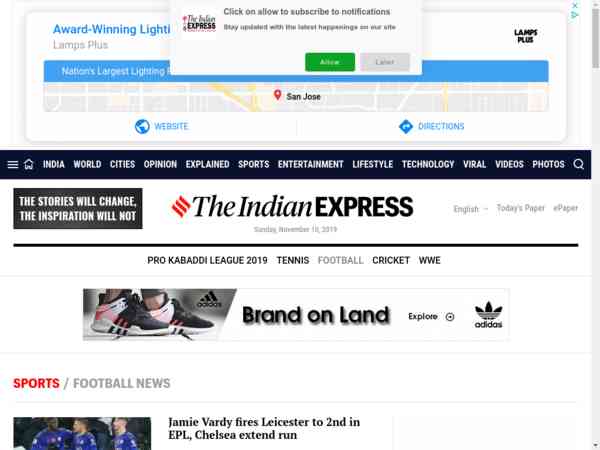 Award-Winning Lighti
Lamps Plus
LAMPS
PLUS
The Indian
EXPRESS
Click on allow to subscribe to notifications
Stay updated with the latest happenings on our site
Allow
Later
Nation's Largest Lighting R
San Jose
WEBSITE
DIRECTIONS
INDIA WORLD CITIES OPINION EXPLAINED SPORTS ENTERTAINMENT LIFESTYLE TECHNOLOGY VIRAL VIDEOS PHOTOS
THE STORIES WILL CHANGE,
THE INSPIRATION WILL NOT
The Indian EXPRESS
Sunday, November 10, 2019
English
Today's Paper
ePaper
PRO KABADDI LEAGUE 2019 TENNIS FOOTBALL CRICKET WWE
adidas
Brand on Land
Explore
adidas
SPORTS / FOOTBALL NEWS
Jamie Vardy fires Leicester to 2nd in
EPL, Chelsea extend run